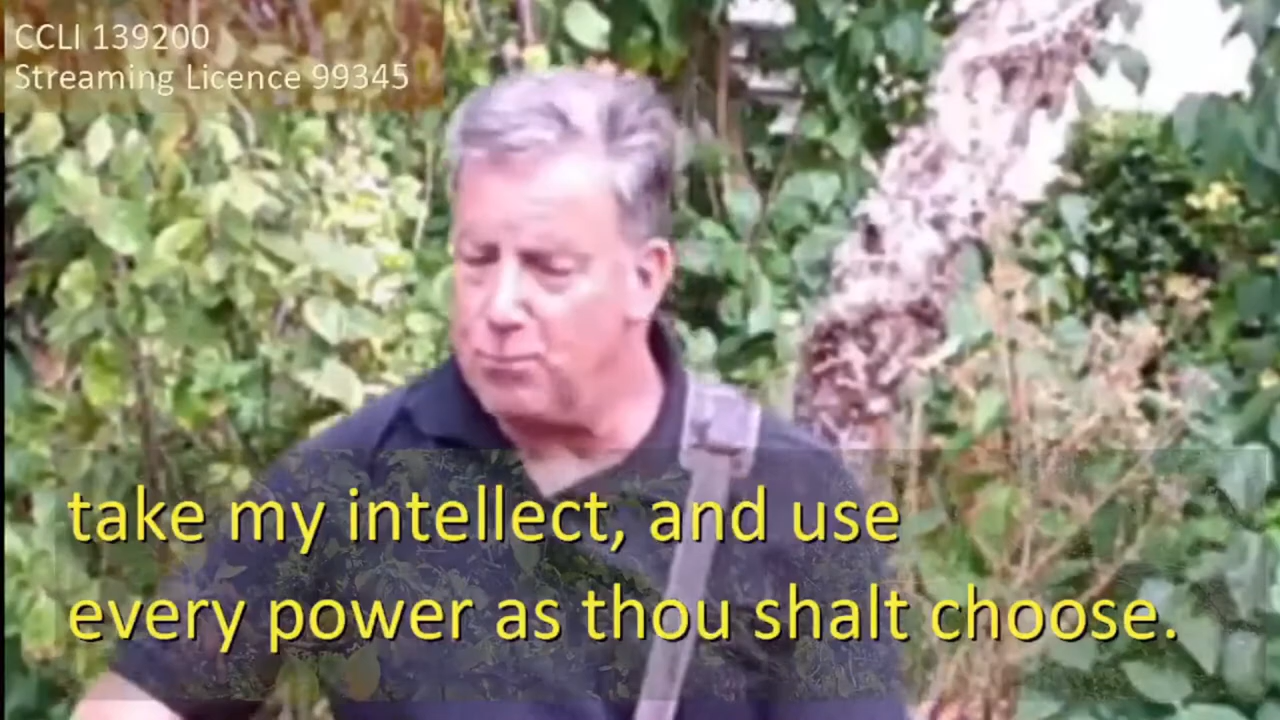 CCLI 139200
Streaming Licence 99345
take my intellect, and use
every power as thou shalt choose.